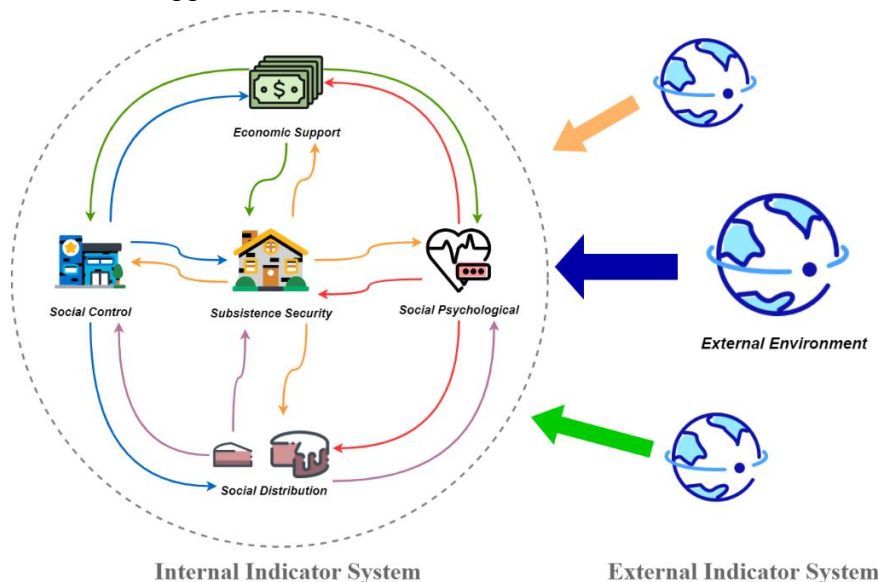 Economic Support
Social Control
Subsistence Security
Social Psychological
External Environment
Social Distribution
Internal Indicator System
External Indicator System